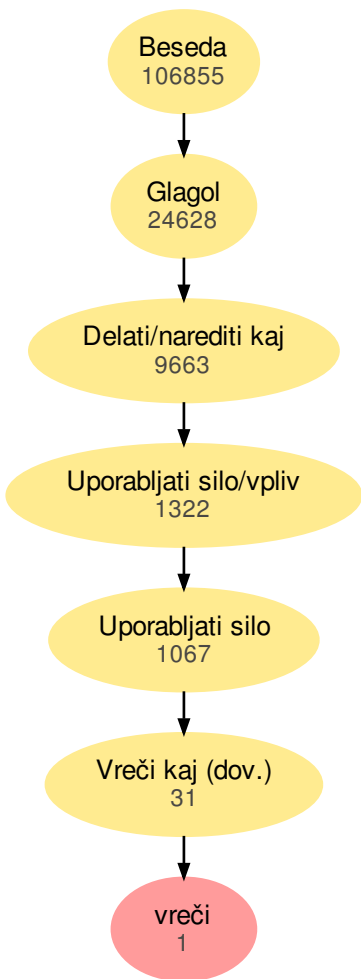 Beseda
106855
Glagol
24628
Delati/narediti kaj
9663
Uporabljati silo/vpliv
1322
Uporabljati silo
1067
Vreči kaj (dov.)
31
vreči
1